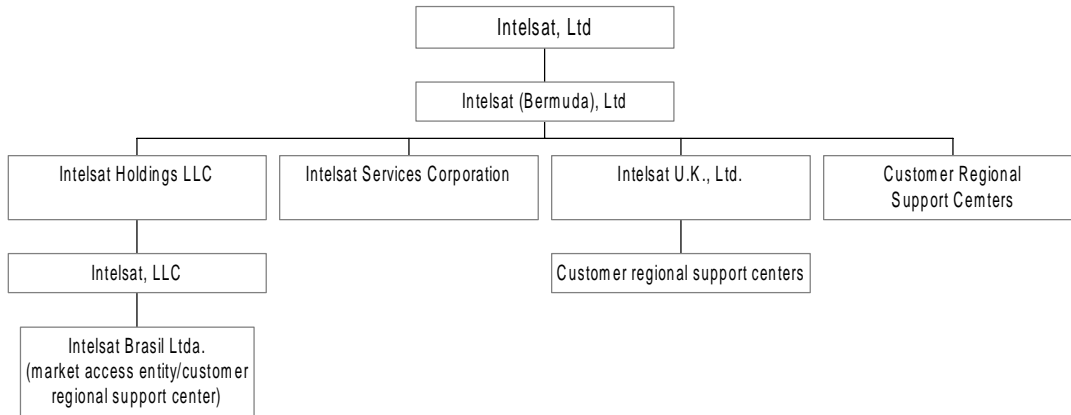 Intelsat, Ltd
Intelsat (Bermuda), Ltd
Intelsat Holdings LLC
Intelsat Services Corporation
Intelsat U.K., Ltd.
Customer Regional
Support Cemters
Intelsat, LLC
Customer regional support centers
Intelsat Brasil Ltda.
(market access entity/customer
regional support center)